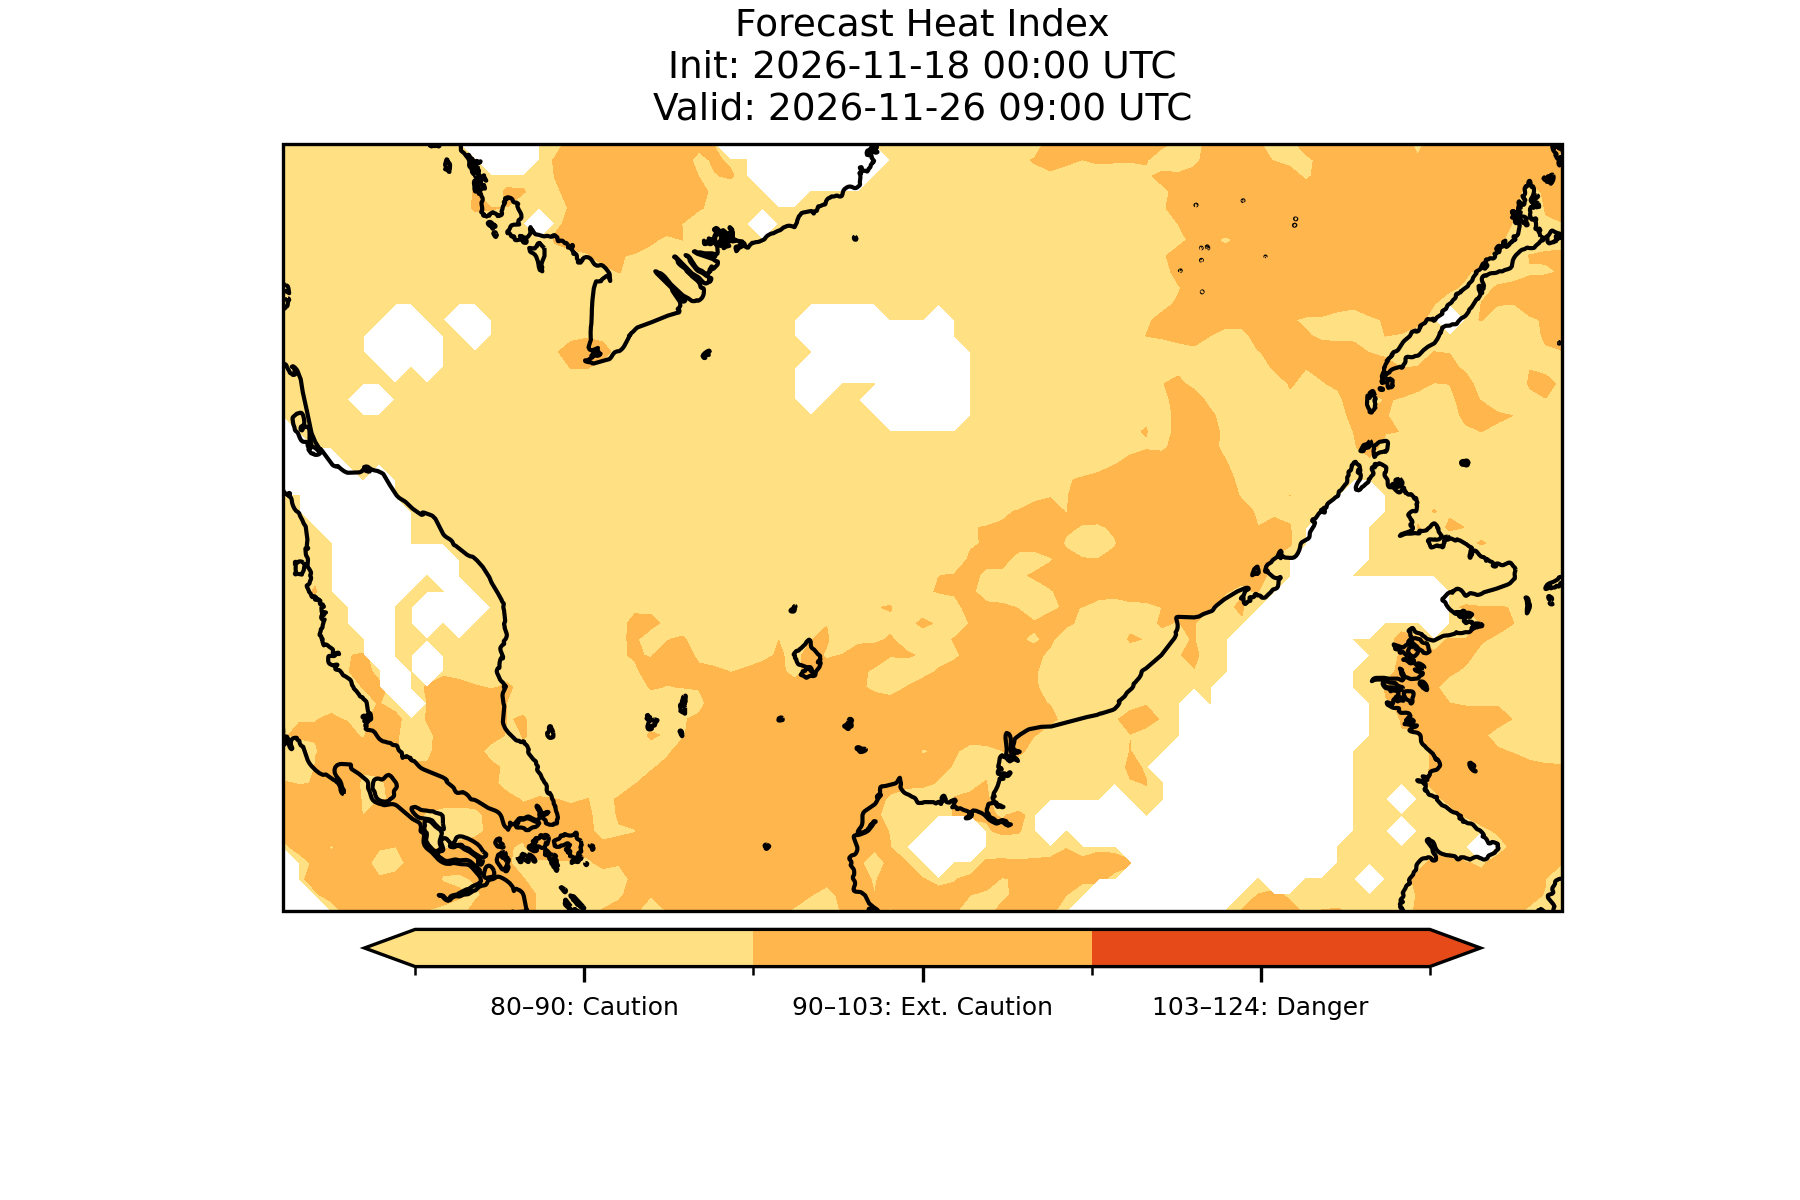 Forecast Heat Index
Init: 2026-11-18 00:00 UTC
Valid: 2026-11-26 09:00 UTC
80–90: Caution
90–103: Ext. Caution
103–124: Danger